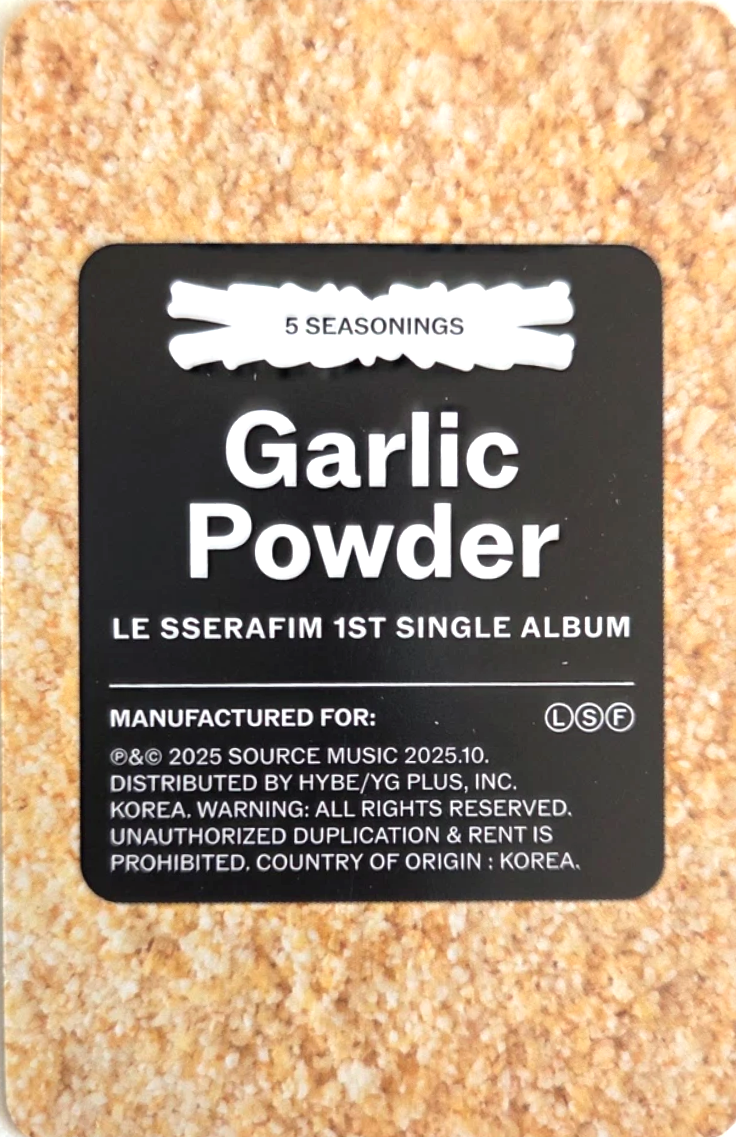 5 SEASONINGS
Garlic
Powder
LE SSERAFIM 1ST SINGLE ALBUM
MANUFACTURED FOR: ⓁⓈⒻ
℗&© 2025 SOURCE MUSIC 2025.10.
DISTRIBUTED BY HYBE/YG PLUS, INC.
KOREA. WARNING: ALL RIGHTS RESERVED.
UNAUTHORIZED DUPLICATION & RENT IS
PROHIBITED. COUNTRY OF ORIGIN : KOREA.